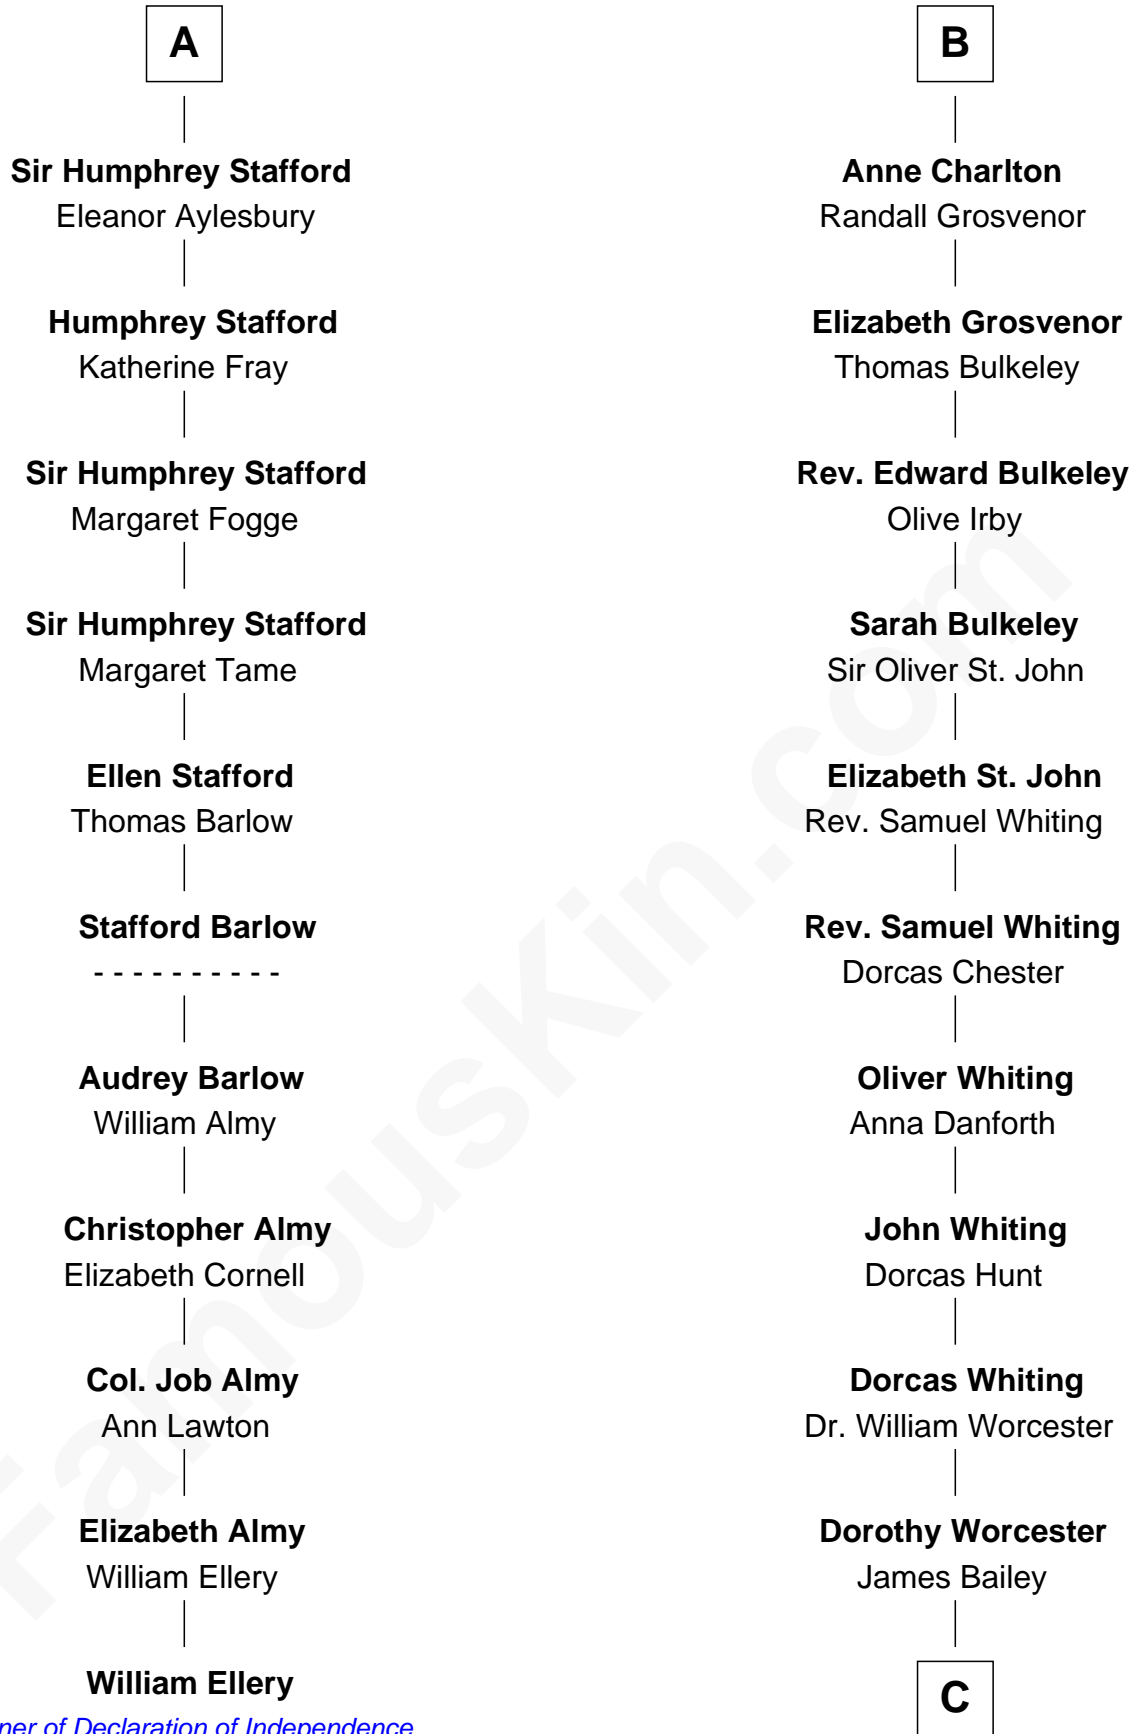 A
Sir Humphrey Stafford
Eleanor Aylesbury
Humphrey Stafford
Katherine Fray
Sir Humphrey Stafford
Margaret Fogge
Sir Humphrey Stafford
Margaret Tame
Ellen Stafford
Thomas Barlow
Stafford Barlow
- - - - - - - - - -
Audrey Barlow
William Almy
Christopher Almy
Elizabeth Cornell
Col. Job Almy
Ann Lawton
Elizabeth Almy
William Ellery
William Ellery
ner of Declaration of Independence
B
Anne Charlton
Randall Grosvenor
Elizabeth Grosvenor
Thomas Bulkeley
Rev. Edward Bulkeley
Olive Irby
Sarah Bulkeley
Sir Oliver St. John
Elizabeth St. John
Rev. Samuel Whiting
Rev. Samuel Whiting
Dorcas Chester
Oliver Whiting
Anna Danforth
John Whiting
Dorcas Hunt
Dorcas Whiting
Dr. William Worcester
Dorothy Worcester
James Bailey
C
FamousKin.com